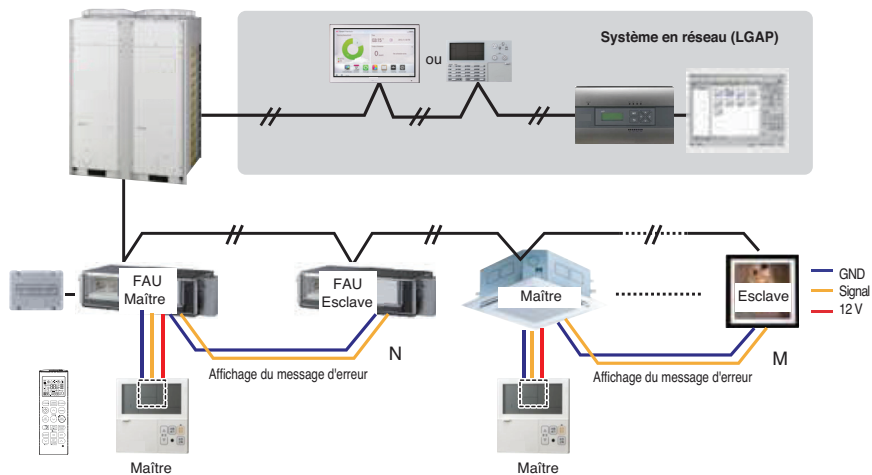 Système en réseau (LGAP)
ou
FAU
Maître
FAU
Esclave
Maître
Esclave
GND
Signal
12 V
N
M
Affichage du message d'erreur
Affichage du message d'erreur
Maître
Maître